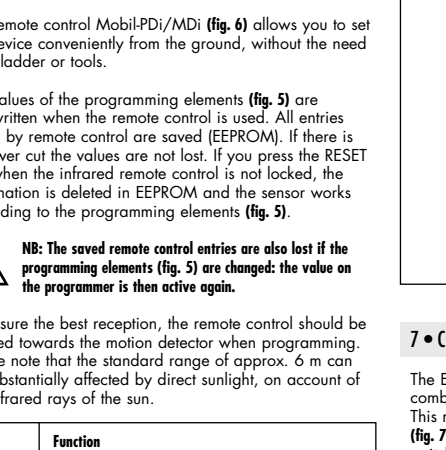 emote control Mobil-PDi/MDi (fig. 6) allows you to set
evice conveniently from the ground, without the need
ladder or tools.
alues of the programming elements (fig. 5) are
written when the remote control is used. All entries
by remote control are saved (EEPROM). If there is
ver cut the values are not lost. If you press the RESET
when the infrared remote control is not locked, the
mation is deleted in EEPROM and the sensor works
ding to the programming elements (fig. 5).
NB: The saved remote control entries are also lost if the
programming elements (fig. 5) are changed: the value on
the programmer is then active again.
sure the best reception, the remote control should be
ed towards the motion detector when programming.
e note that the standard range of approx. 6 m can
bstantially affected by direct sunlight, on account of
frared rays of the sun.
Function
7 • C
The B
comb
This r
(fig. 7